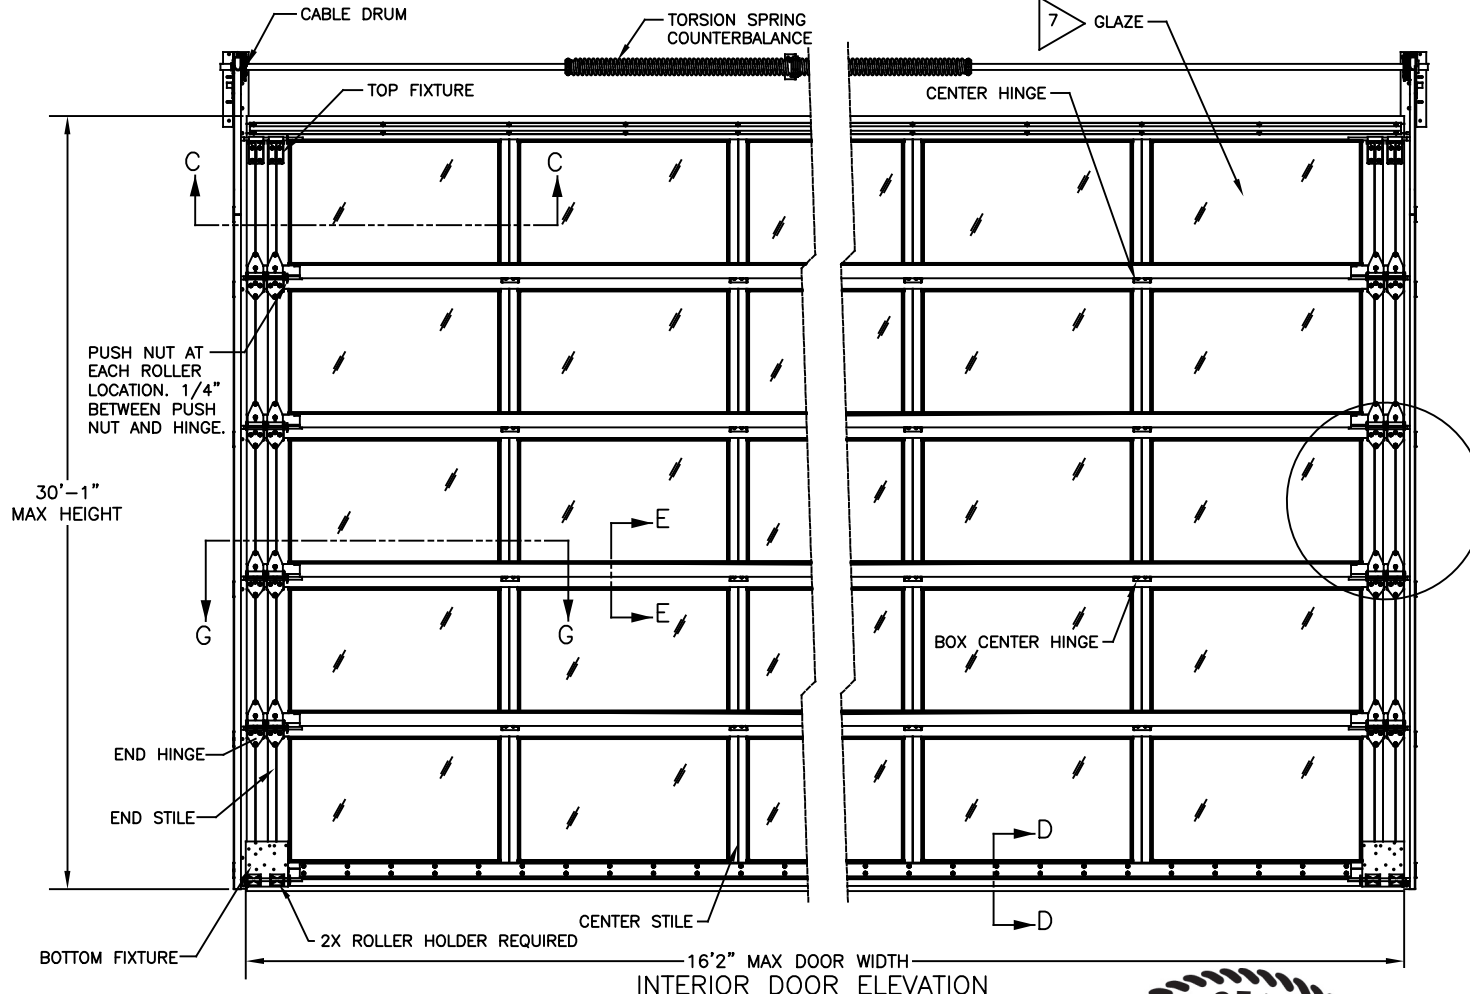 CABLE DRUM
TORSION SPRING
COUNTERBALANCE
7
GLAZE
TOP FIXTURE
CENTER HINGE
C
C
PUSH NUT AT
EACH ROLLER
LOCATION. 1/4"
BETWEEN PUSH
NUT AND HINGE.
30'-1"
MAX HEIGHT
E
E
G
G
BOX CENTER HINGE
END HINGE
END STILE
D
D
CENTER STILE
2X ROLLER HOLDER REQUIRED
BOTTOM FIXTURE
16'2" MAX DOOR WIDTH
INTERIOR DOOR ELEVATION